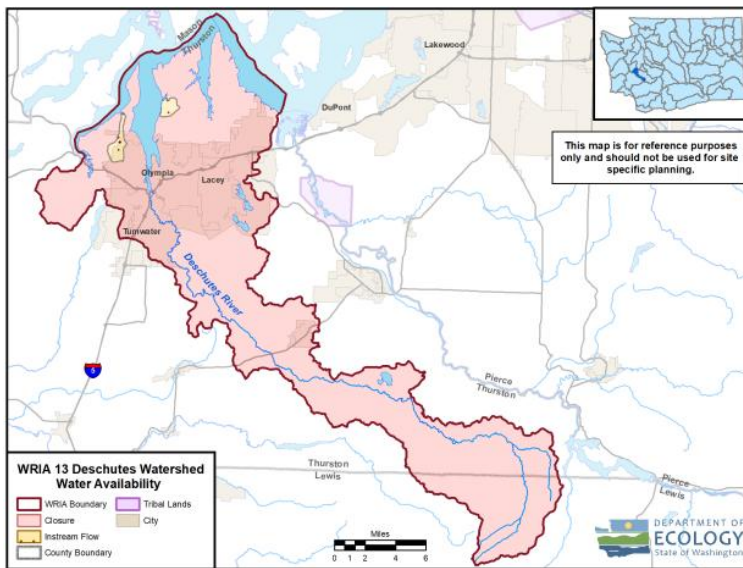 Mason
Thurston
Lakewood
DuPont
This map is for reference purposes
only and should not be used for site
specific planning.
Olympia
Lacey
Tumwater
Deschutes River
5
Pierce
Thurston
Thurston
Lewis
Pierce
Lewis
WRIA 13 Deschutes Watershed
Water Availability
WRIA Boundary
Tribal Lands
Closure
City
Instream Flow
County Boundary
Miles
0 1 2 4 6
DEPARTMENT OF
ECOLOGY
State of Washington